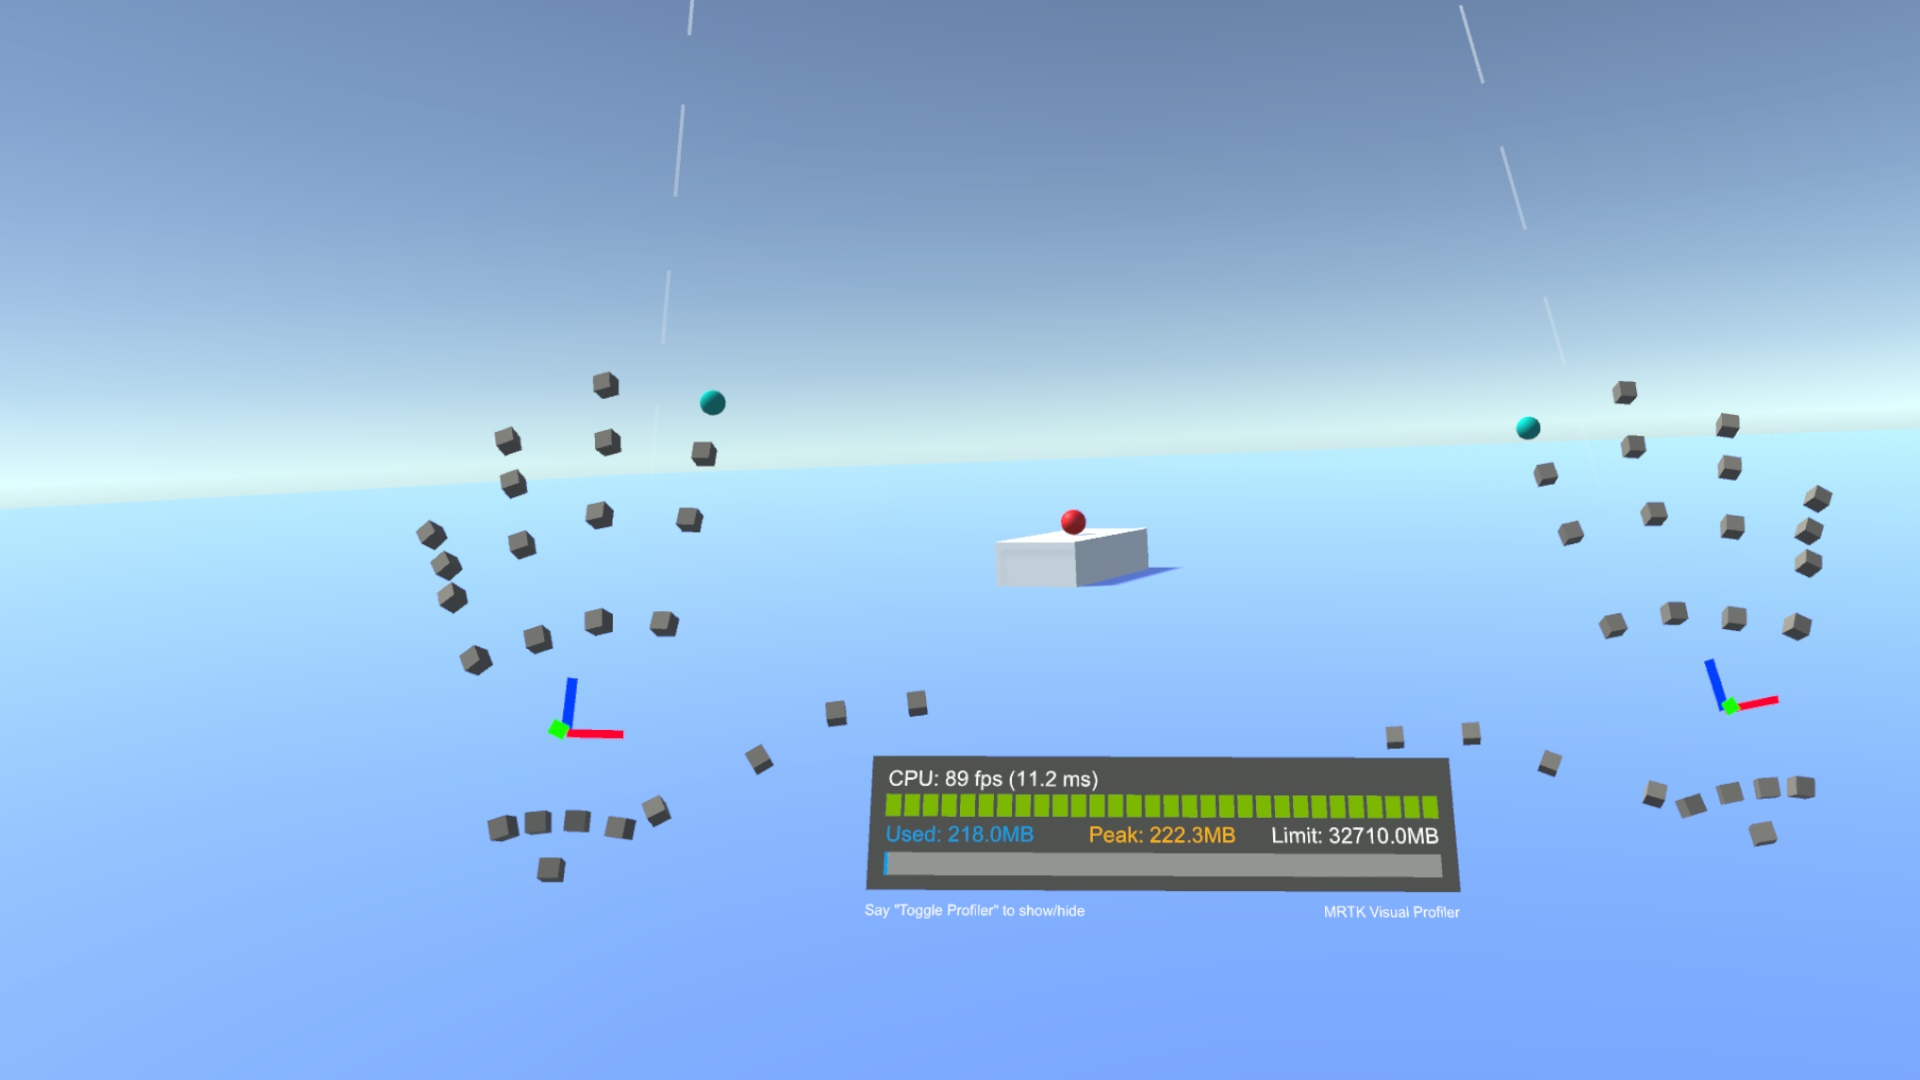 CPU: 89 fps (11.2 ms)
Used: 218.0MB Peak: 222.3MB Limit: 32710.0MB
Say "Toggle Profiler" to show/hide MRTK Visual Profiler